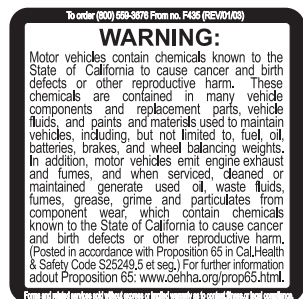 To order (800) 559-3676 From no. F435 (REV/01/03)
WARNING:
Motor vehicles contain chemicals known to the
State of California to cause cancer and birth
defects or other reproductive harm. These
chemicals are contained in many vehicle
components and replacement parts, vehicle
fluids, and paints and materisls used to maintain
vehicles, including, but not limited to, fuel, oil,
batteries, brakes, and wheel balancing weights.
In addition, motor vehicles emit engine exhaust
and fumes, and when serviced, cleaned or
maintained generate used oil, waste fluids,
fumes, grease, grime and particulates from
component wear, which contain chemicals
known to the State of California to cause cancer
and birth defects or other reproductive harm.
(Posted in accordance with Proposition 65 in Cal.Health
& Safety Code S25249.5 et seg.) For further information
adout Proposition 65: www.oehha.org/prop65.html.